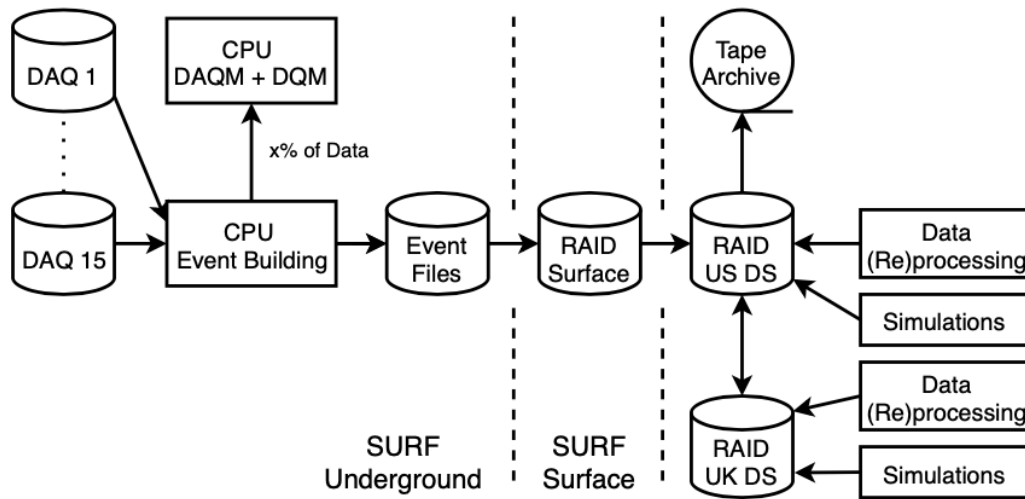 DAQ 1
CPU
DAQM + DQM
Tape
Archive
x% of Data
DAQ 15
CPU
Event Building
Event
Files
RAID
Surface
RAID
US DS
Data
(Re)processing
Simulations
Data
(Re)processing
RAID
UK DS
Simulations
SURF
Underground
SURF
Surface